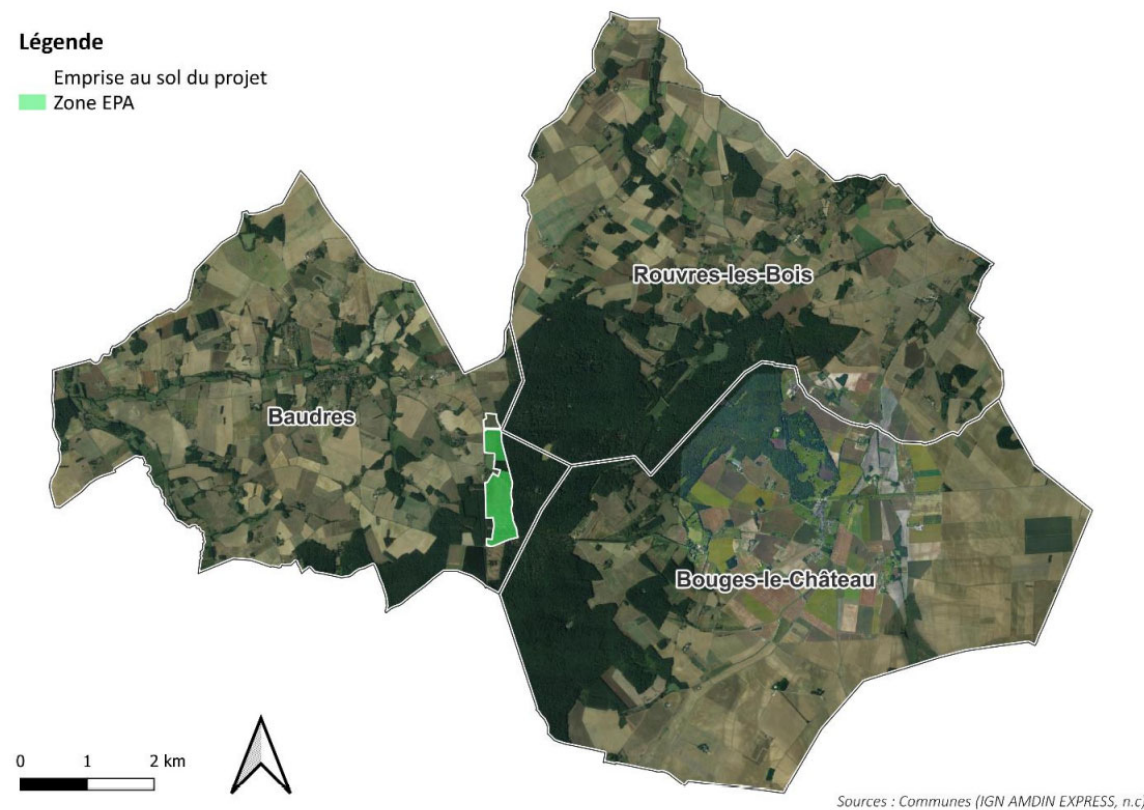 Légende
Emprise au sol du projet
Zone EPA
Rouvres-les-Bois
Baudres
Bouges-le-Château
0 1 2 km
Sources : Communes (IGN AMDIN EXPRESS,